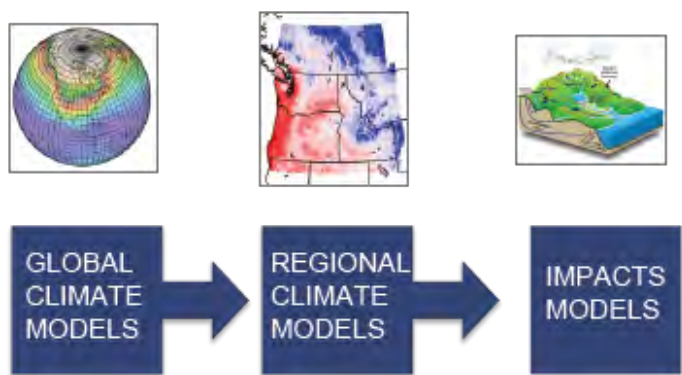 GLOBAL
CLIMATE
MODELS
REGIONAL
CLIMATE
MODELS
IMPACTS
MODELS